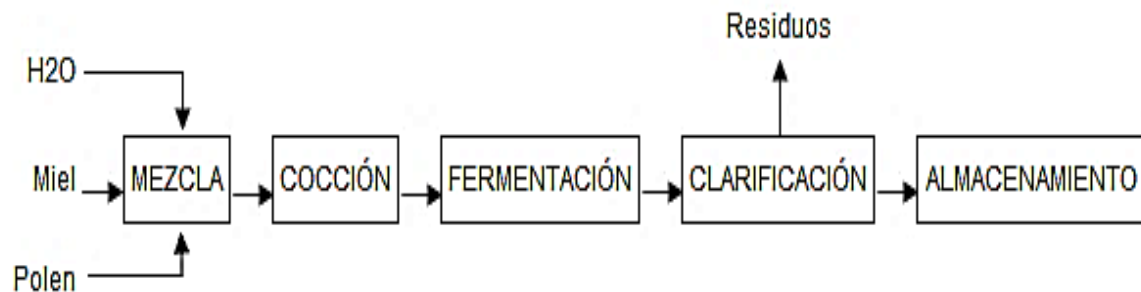 Residuos
H2O
Miel
MEZCLA
COCCIÓN
FERMENTACIÓN
CLARIFICACIÓN
ALMACENAMIENTO
Polen